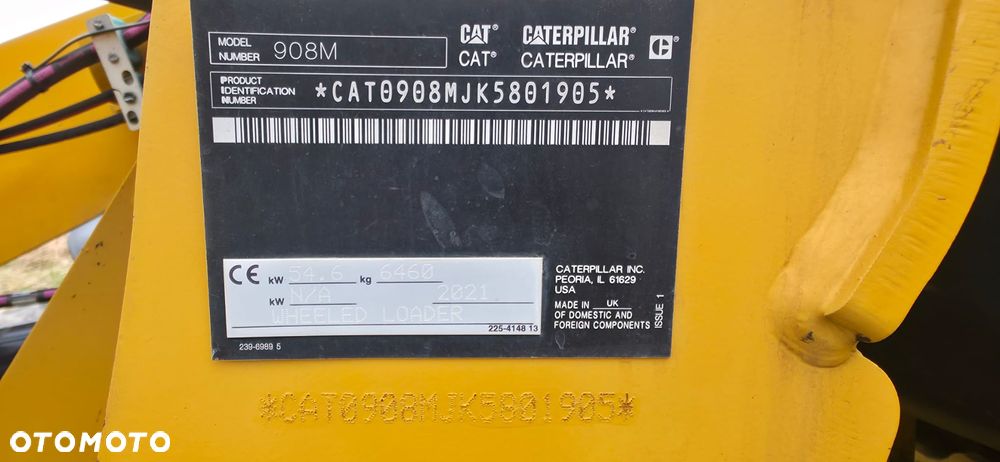 MODEL
NUMBER 908M
CAT® CATERPILLAR®
CAT® CATERPILLAR®
PRODUCT
IDENTIFICATION
NUMBER
*CAT0908MJK5801905*
CE kW 54.6 kg 6460
kW N/A 2021
WHEELED LOADER
225-4148 13
239-6989 5
CATERPILLAR INC.
PEORIA, IL 61629
USA
MADE IN UK
OF DOMESTIC AND
FOREIGN COMPONENTS
ISSUE 1
*CAT0908MJK5801905*
OTOMOTO